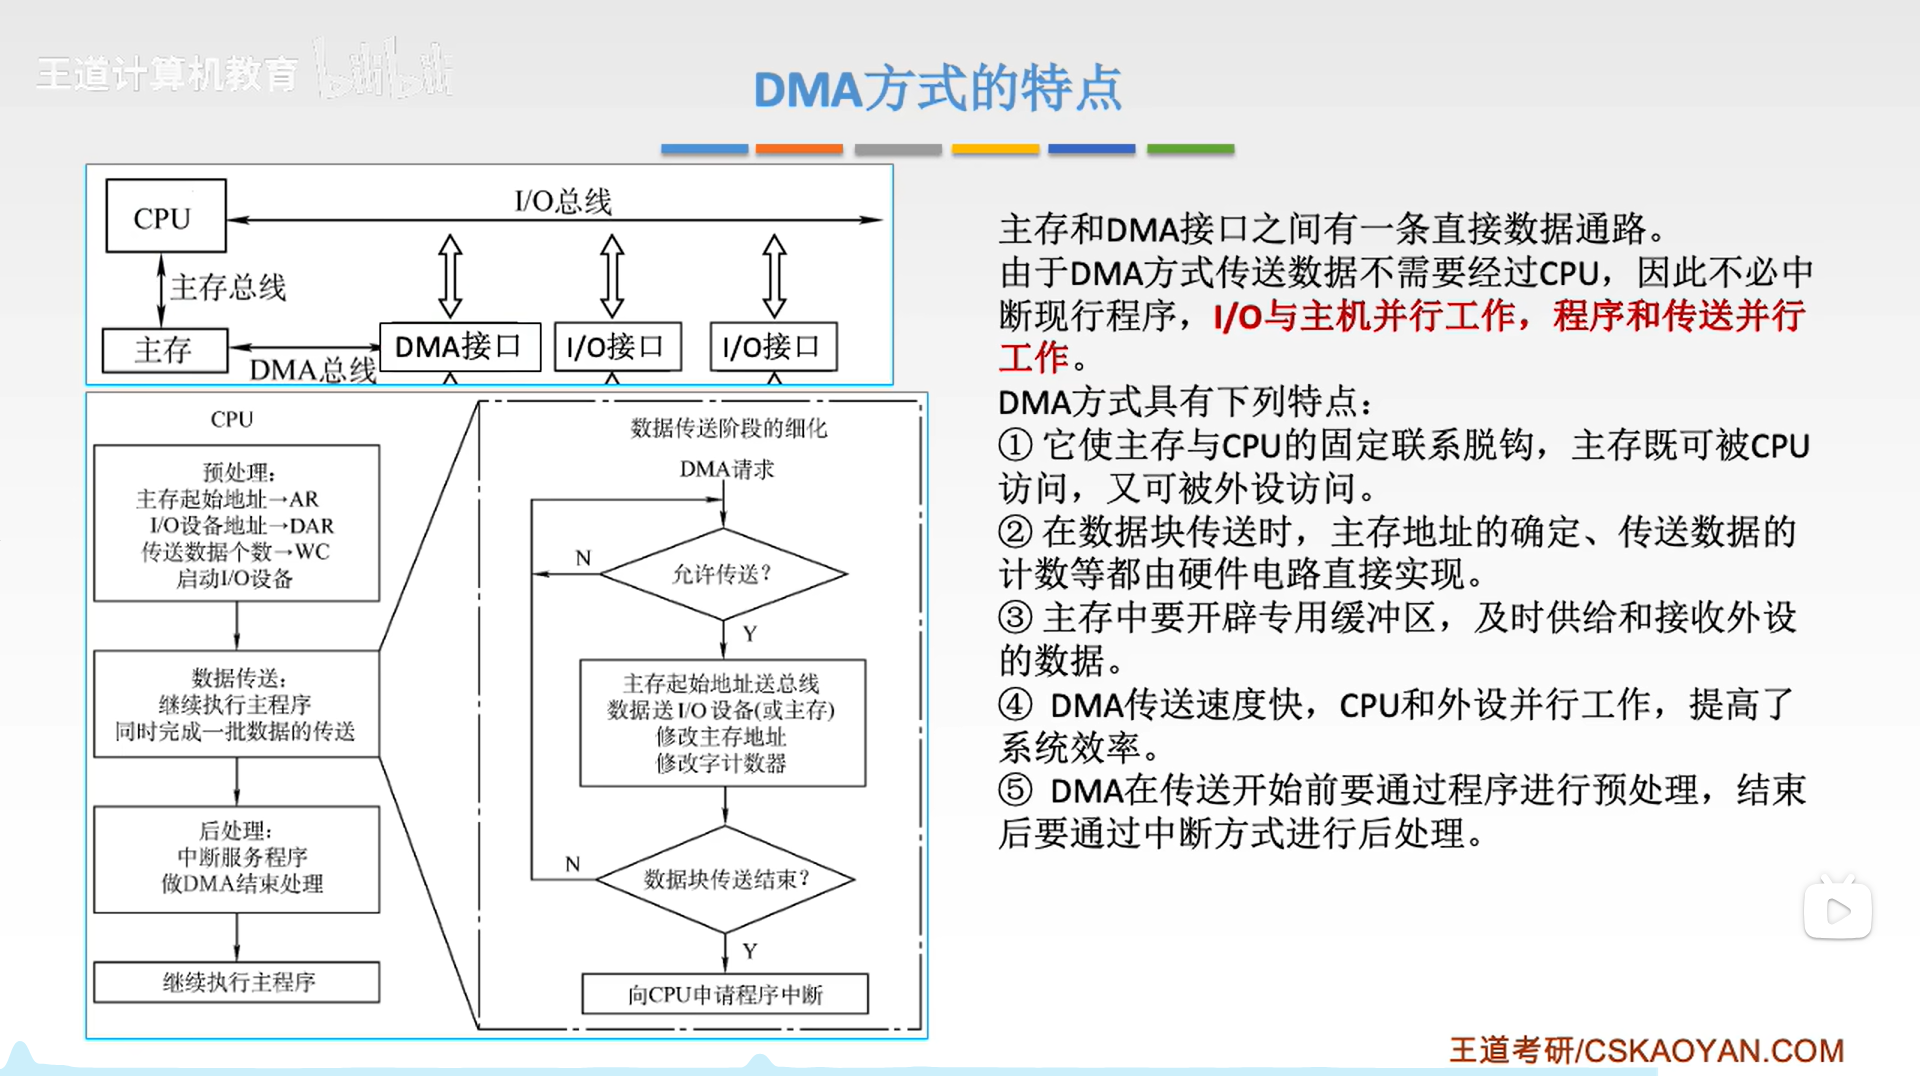 王道计算机教育 bilibili
DMA方式的特点
CPU
I/O总线
主存总线
主存
DMA总线
DMA接口
I/O接口
I/O接口
CPU
预处理：
主存起始地址→AR
I/O设备地址→DAR
传送数据个数→WC
启动I/O设备
数据传送：
继续执行主程序
同时完成一批数据的传送
后处理：
中断服务程序
做DMA结束处理
继续执行主程序
数据传送阶段的细化
DMA请求
N
允许传送？
Y
主存起始地址送总线
数据送I/O设备(或主存)
修改主存地址
修改字计数器
N
数据块传送结束？
Y
向CPU申请程序中断
主存和DMA接口之间有一条直接数据通路。
由于DMA方式传送数据不需要经过CPU，因此不必中
断现行程序，I/O与主机并行工作，程序和传送并行
工作。
DMA方式具有下列特点：
① 它使主存与CPU的固定联系脱钩，主存既可被CPU
访问，又可被外设访问。
② 在数据块传送时，主存地址的确定、传送数据的
计数等都由硬件电路直接实现。
③ 主存中要开辟专用缓冲区，及时供给和接收外设
的数据。
④ DMA传送速度快，CPU和外设并行工作，提高了
系统效率。
⑤ DMA在传送开始前要通过程序进行预处理，结束
后要通过中断方式进行后处理。
王道考研/CSKAOYAN.COM